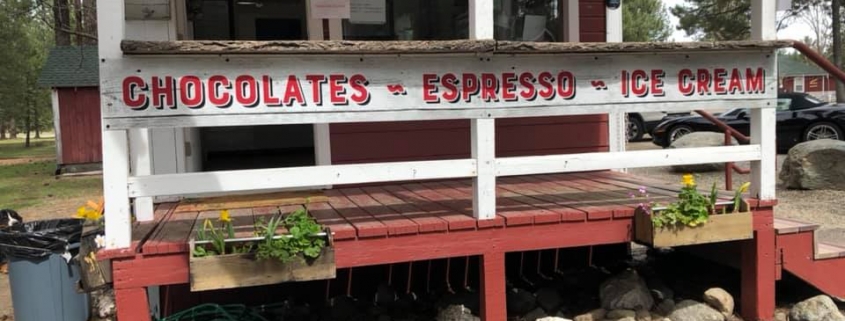 CHOCOLATES ~ ESPRESSO ~ ICE CREAM